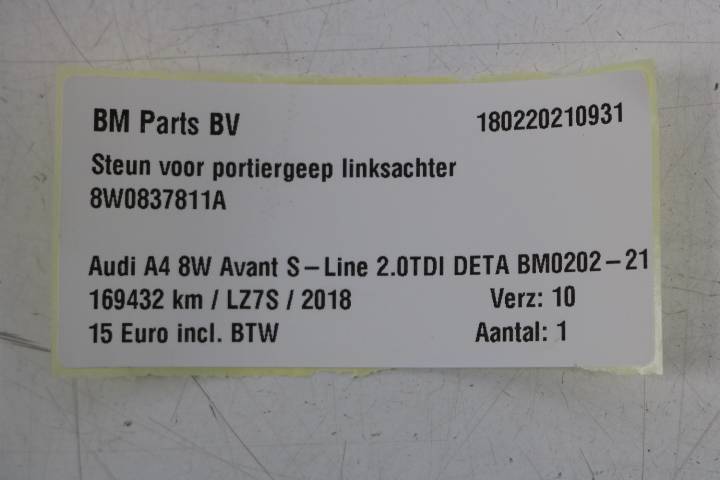 BM Parts BV 180220210931
Steun voor portiergeep linksachter
8W0837811A
Audi A4 8W Avant S-Line 2.0TDI DETA BM0202-21
169432 km / LZ7S / 2018 Verz: 10
15 Euro incl. BTW Aantal: 1